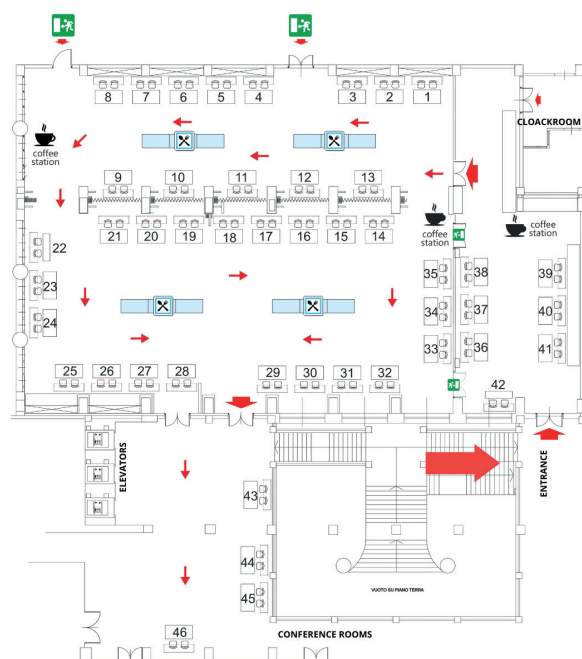 8 7 6 5 4 3 2 1
CLOACKROOM
coffee
station
9 10 11 12 13
coffee
station
coffee
station
21 20 19 18 17 16 15 14
22
35 38 39
23
34 37 40
24
33 36 41
25 26 27 28 29 30 31 32
42
ELEVATORS
ENTRANCE
43
44
45
VUOTO SU PIANO TERRA
46
CONFERENCE ROOMS